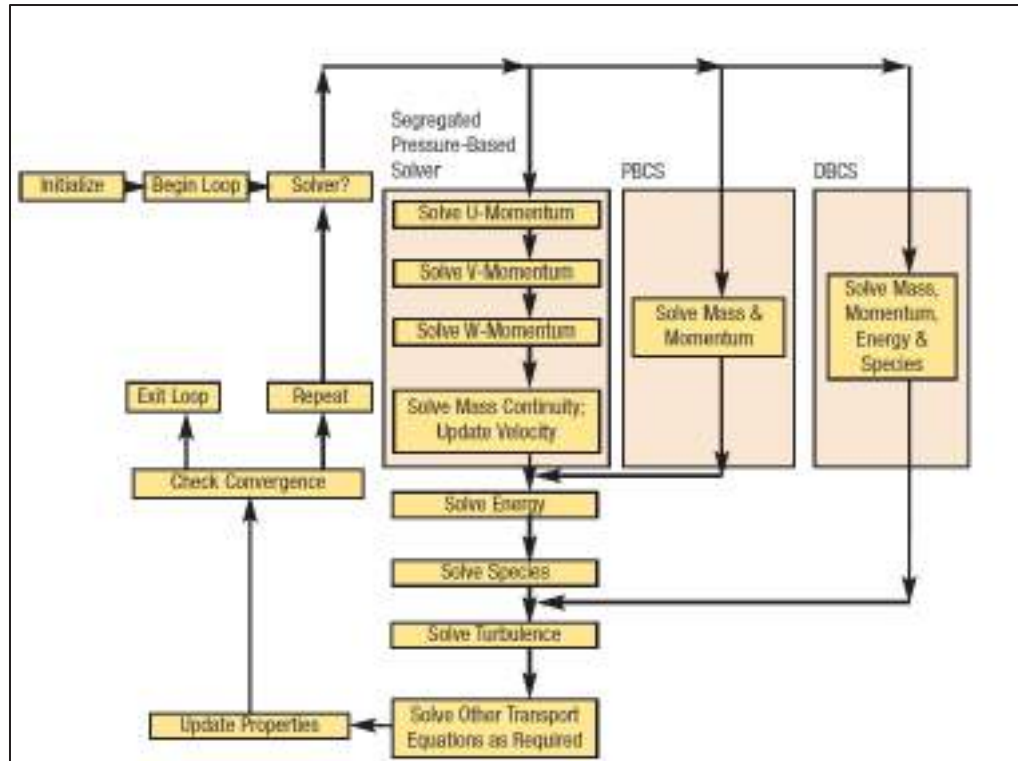 Segregated
Pressure-Based
Solver
PBCS
DBCS
Initialize
Begin Loop
Solver?
Solve U-Momentum
Solve V-Momentum
Solve W-Momentum
Solve Mass Continuity;
Update Velocity
Solve Mass &
Momentum
Solve Mass,
Momentum,
Energy &
Species
Exit Loop
Repeat
Check Convergence
Solve Energy
Solve Species
Solve Turbulence
Solve Other Transport
Equations as Required
Update Properties